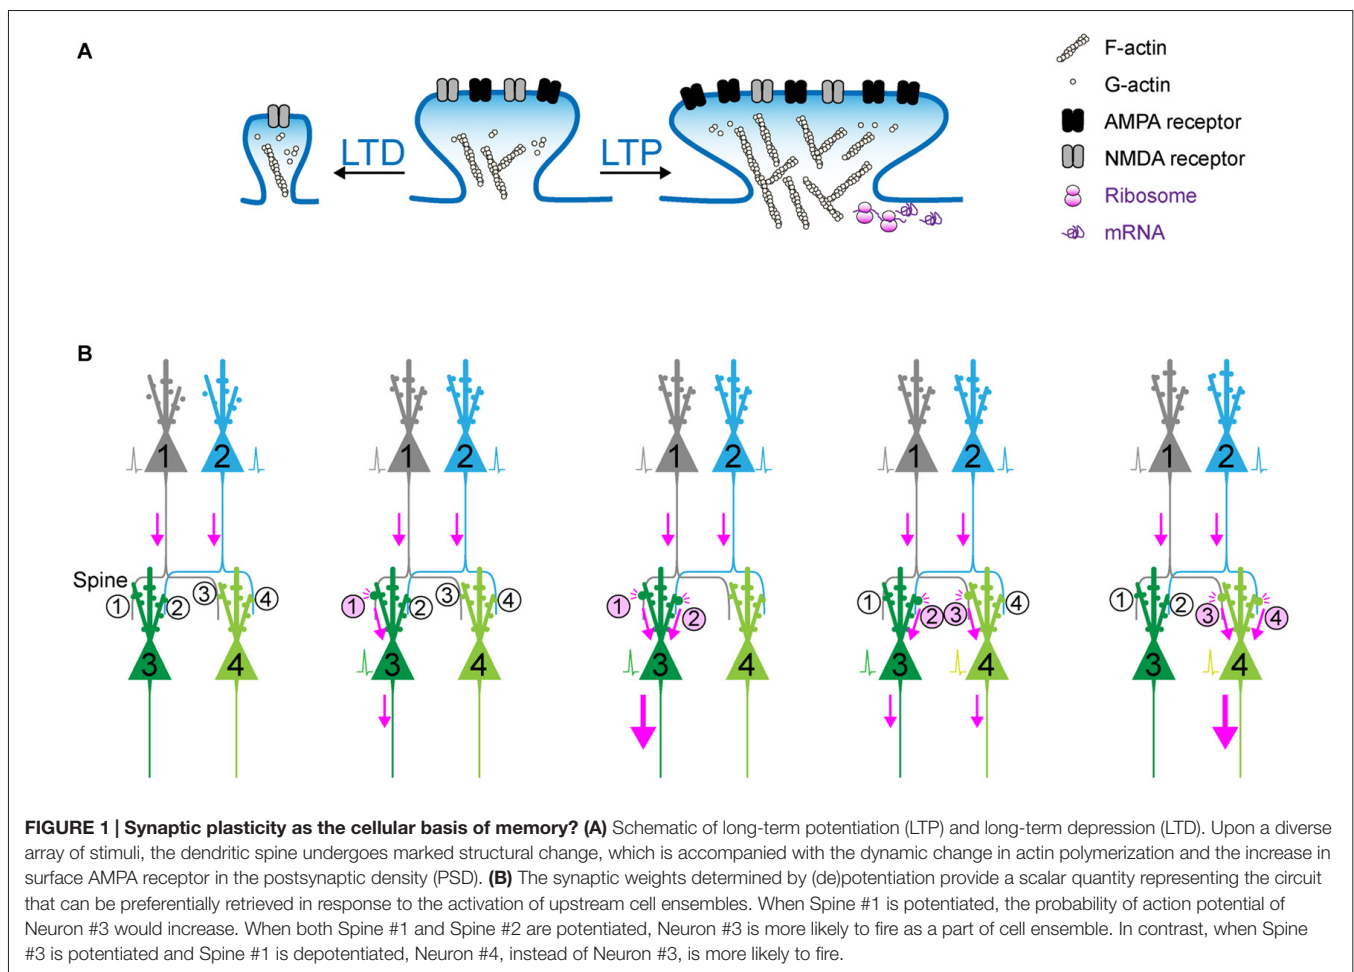 A
LTD
LTP
F-actin
G-actin
AMPA receptor
NMDA receptor
Ribosome
mRNA
B
1 2
Spine
1 2 3 4
3 4
1 2
1 2 3 4
3 4
1 2
1 2
3 4
1 2
1 2 3 4
3 4
1 2
1 2 3 4
3 4
FIGURE 1 | Synaptic plasticity as the cellular basis of memory? (A) Schematic of long-term potentiation (LTP) and long-term depression (LTD). Upon a diverse
array of stimuli, the dendritic spine undergoes marked structural change, which is accompanied with the dynamic change in actin polymerization and the increase in
surface AMPA receptor in the postsynaptic density (PSD). (B) The synaptic weights determined by (de)potentiation provide a scalar quantity representing the circuit
that can be preferentially retrieved in response to the activation of upstream cell ensembles. When Spine #1 is potentiated, the probability of action potential of
Neuron #3 would increase. When both Spine #1 and Spine #2 are potentiated, Neuron #3 is more likely to fire as a part of cell ensemble. In contrast, when Spine
#3 is potentiated and Spine #1 is depotentiated, Neuron #4, instead of Neuron #3, is more likely to fire.